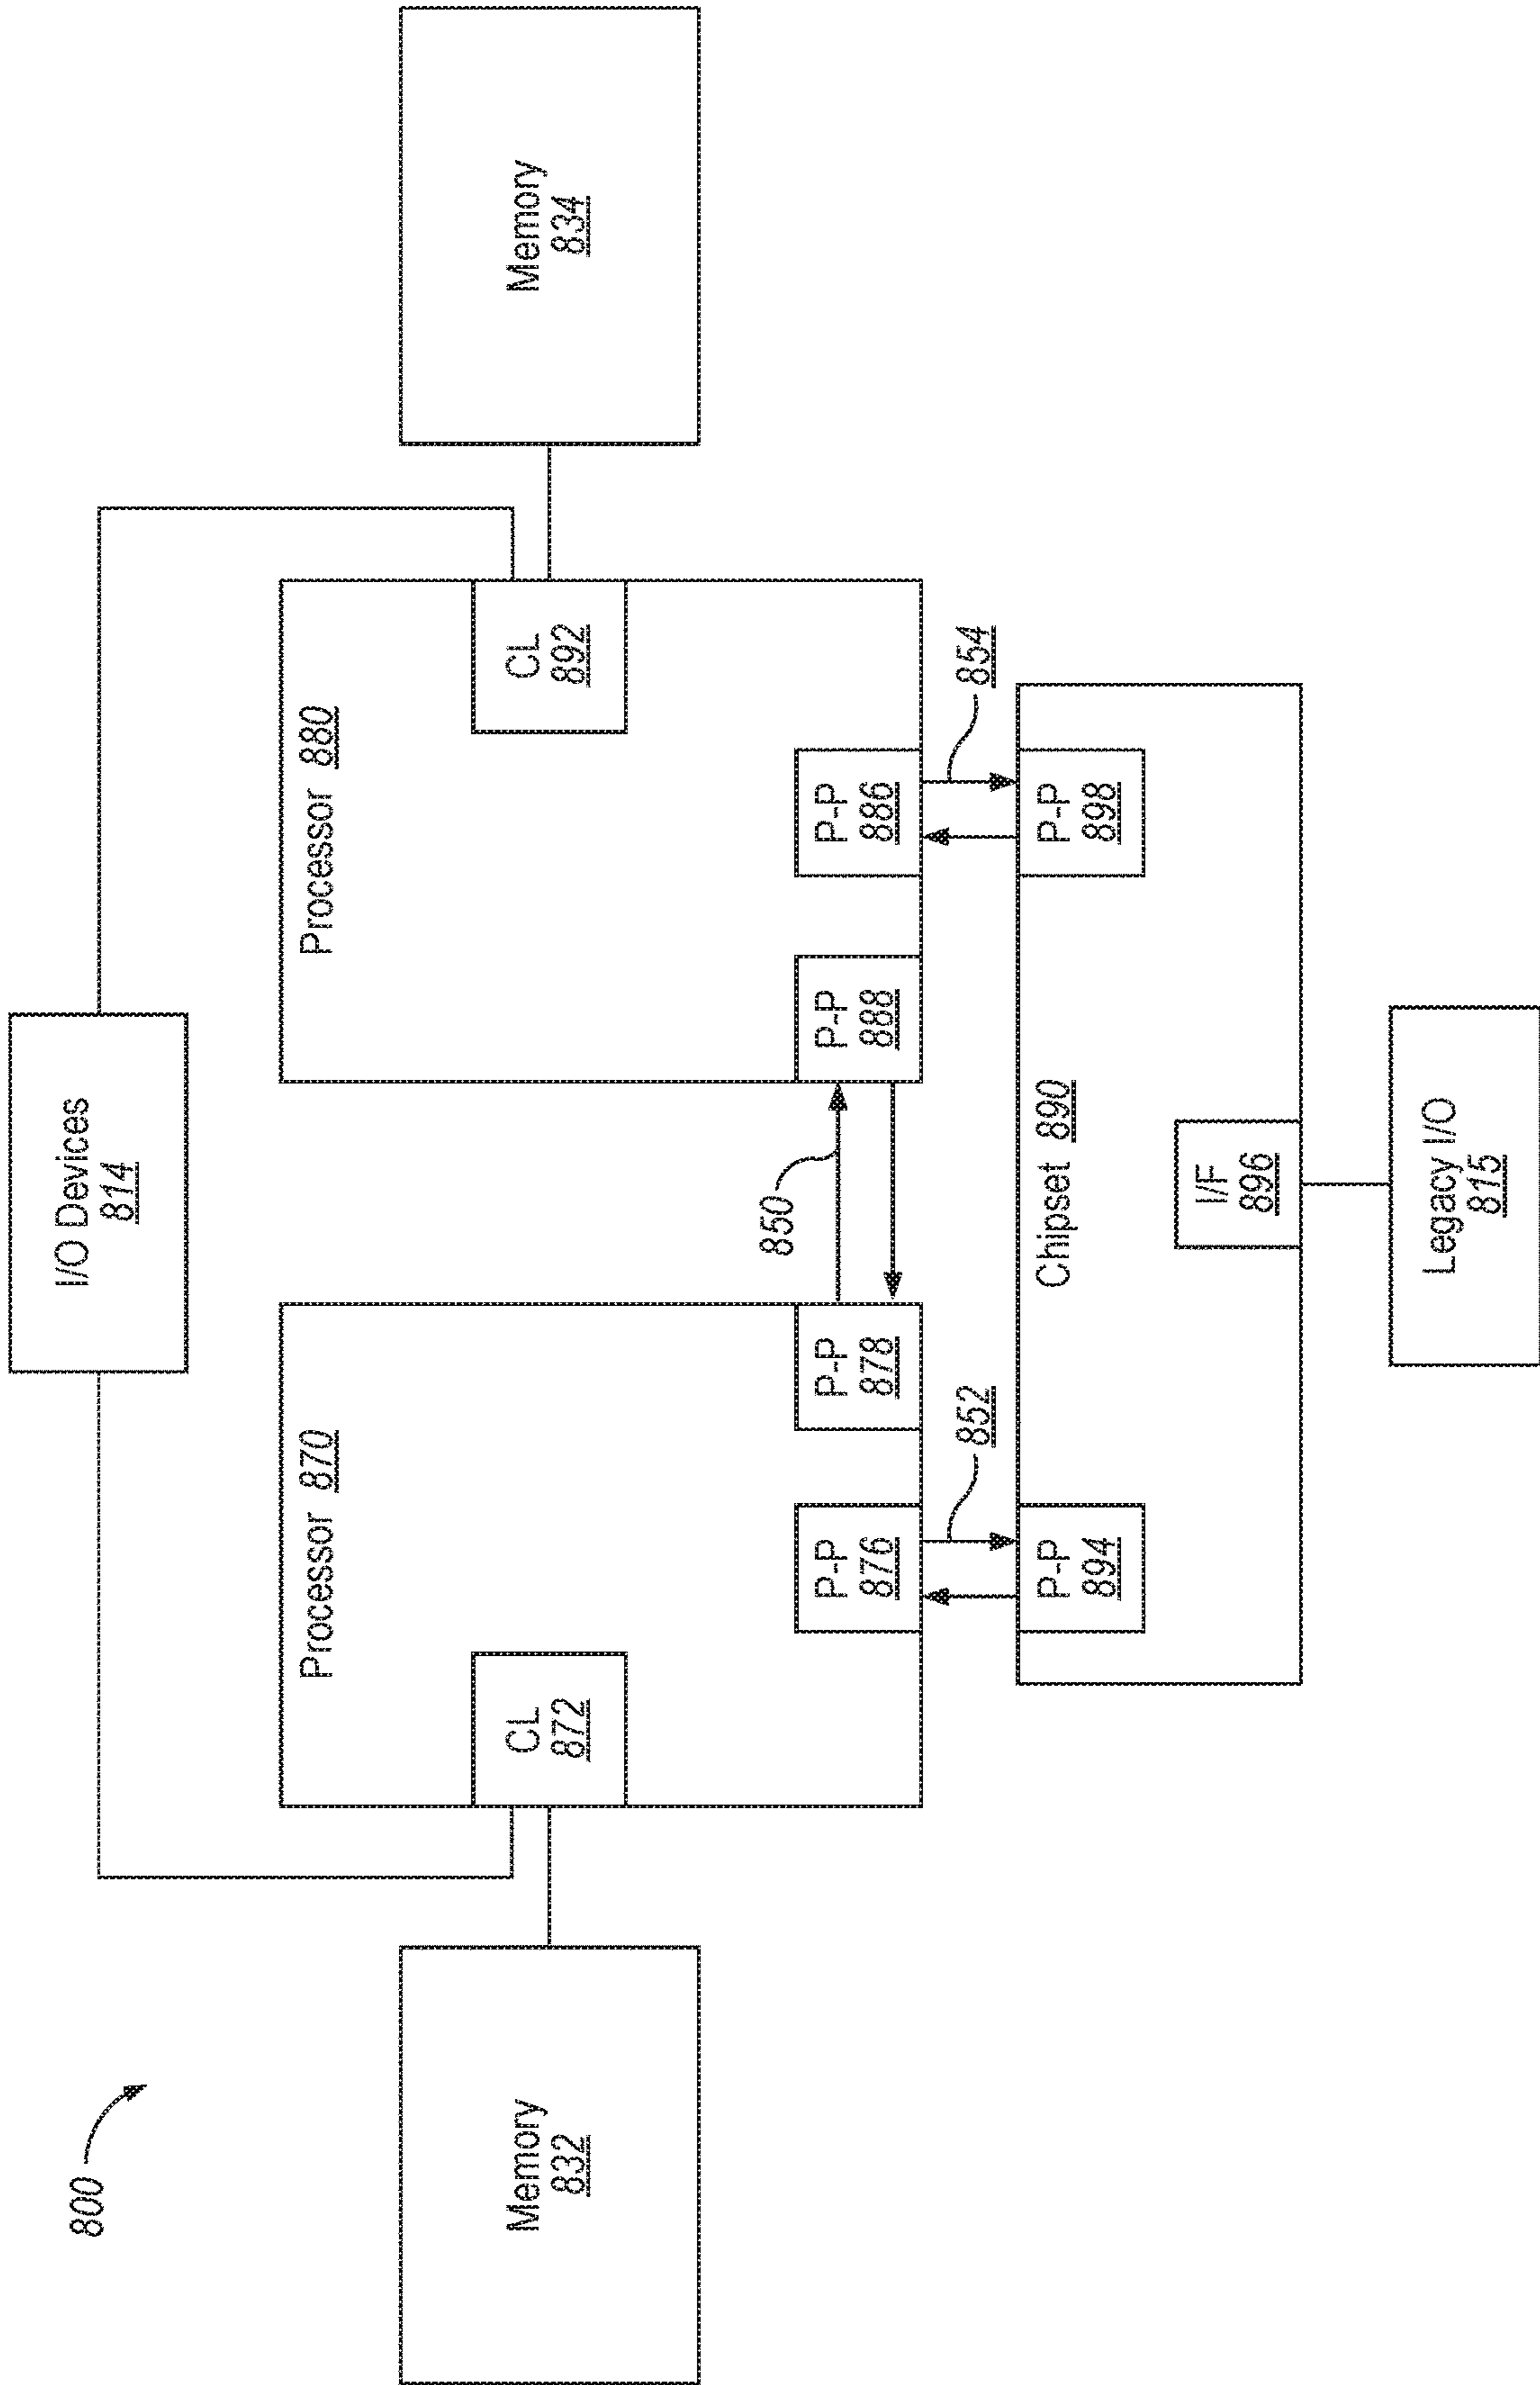 800
I/O Devices
814
Memory
832
Processor 870
CL
872
P-P
876
P-P
878
850
Processor 880
CL
892
P-P
888
P-P
886
Memory
834
852
854
Chipset 890
P-P
894
P-P
898
I/F
896
Legacy I/O
815